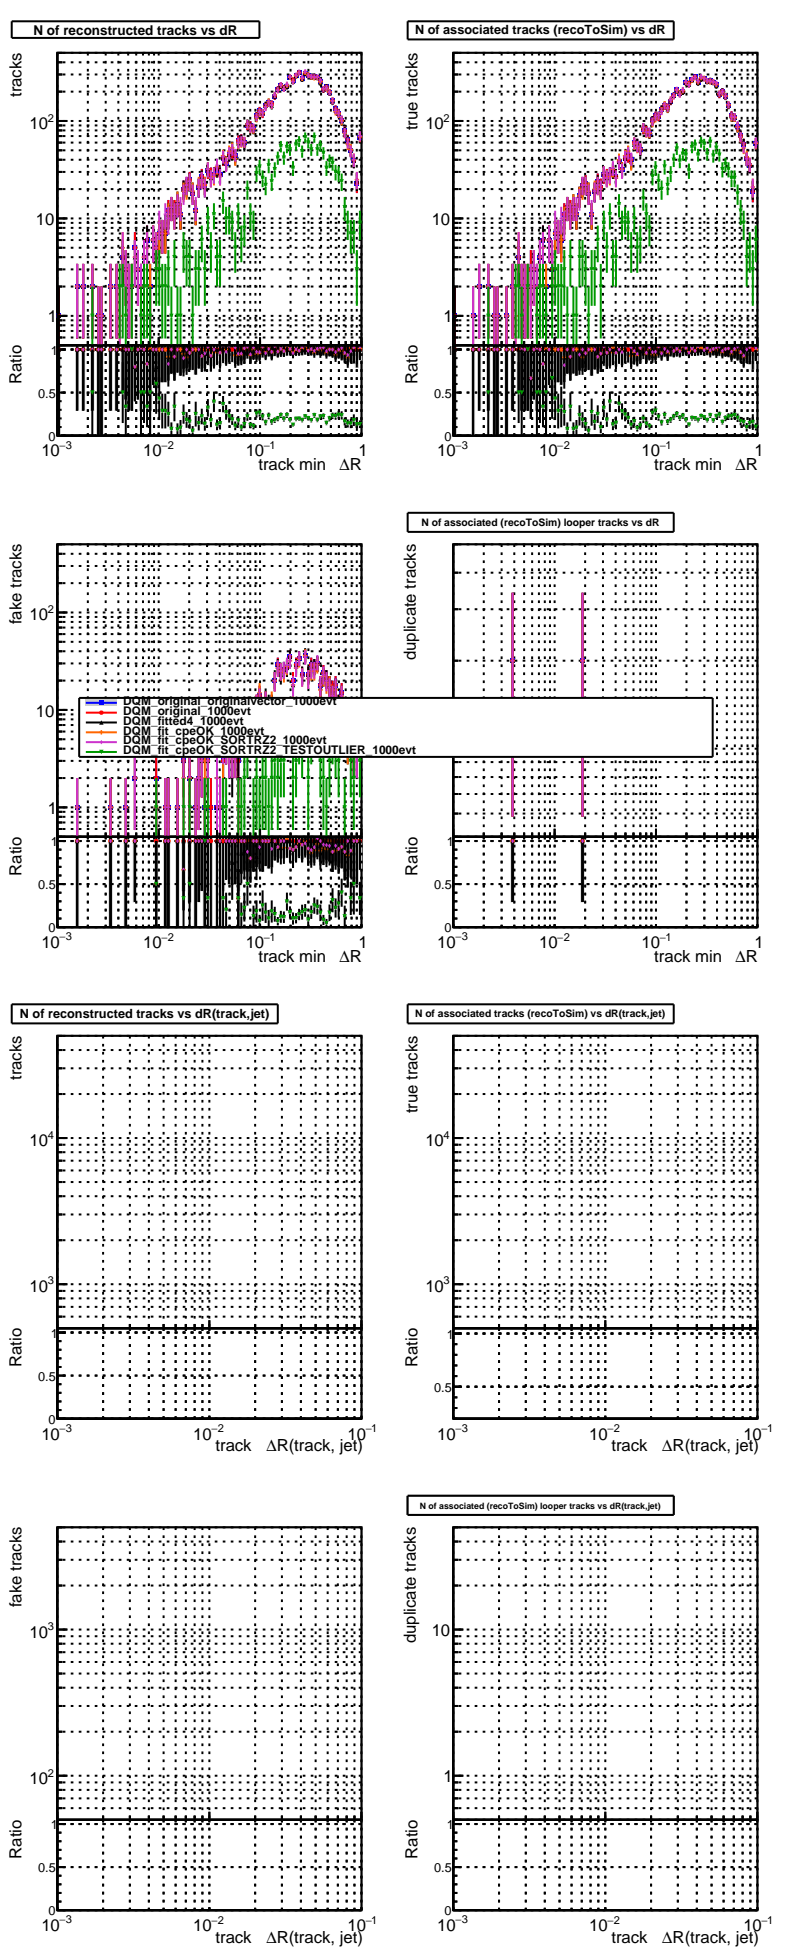 N of reconstructed tracks vs dR
N of associated tracks (recoToSim) vs dR
tracks
10²
10
1
Ratio
1
0.5
0
10⁻³
10⁻²
10⁻¹
1
track min ΔR
true tracks
10²
10
1
Ratio
1
0.5
0
10⁻³
10⁻²
10⁻¹
1
track min ΔR
N of associated (recoToSim) looper tracks vs dR
fake tracks
10²
10
1
Ratio
1
0.5
0
10⁻³
10⁻²
10⁻¹
1
track min ΔR
duplicate tracks
Ratio
1
0.5
0
10⁻³
10⁻²
10⁻¹
1
track min ΔR
DQM_original_originalvector_1000evt
DQM_original_1000evt
DQM_fitted4_1000evt
DQM_fit_cpeOK_1000evt
DQM_fit_cpeOK_SORTRZ2_1000evt
DQM_fit_cpeOK_SORTRZ2_TESTOUTLIER_1000evt
N of reconstructed tracks vs dR(track,jet)
N of associated tracks (recoToSim) vs dR(track,jet)
tracks
10⁴
10³
Ratio
1
0.5
0
10⁻³
10⁻²
10⁻¹
track ΔR(track, jet)
true tracks
10⁴
10³
Ratio
1
0.5
10⁻³
10⁻²
10⁻¹
track ΔR(track, jet)
N of associated (recoToSim) looper tracks vs dR(track,jet)
fake tracks
10³
10²
Ratio
1
0.5
0
10⁻³
10⁻²
10⁻¹
track ΔR(track, jet)
duplicate tracks
10
1
Ratio
1
0.5
0
10⁻³
10⁻²
10⁻¹
track ΔR(track, jet)